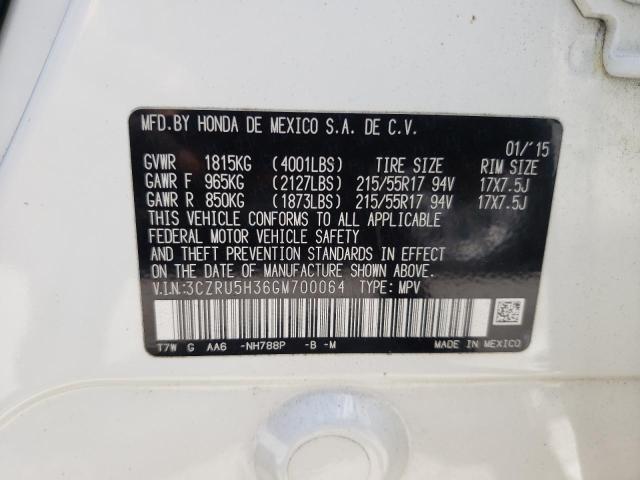 MFD.BY HONDA DE MEXICO S.A. DE C.V.
01/'15
GVWR 1815KG (4001LBS) TIRE SIZE RIM SIZE
GAWR F 965KG (2127LBS) 215/55R17 94V 17X7.5J
GAWR R 850KG (1873LBS) 215/55R17 94V 17X7.5J
THIS VEHICLE CONFORMS TO ALL APPLICABLE
FEDERAL MOTOR VEHICLE SAFETY
AND THEFT PREVENTION STANDARDS IN EFFECT
ON THE DATE OF MANUFACTURE SHOWN ABOVE.
V.I.N:3CZRU5H36GM700064 TYPE: MPV
T7W G AA6 -NH788P -B -M
MADE IN MEXICO